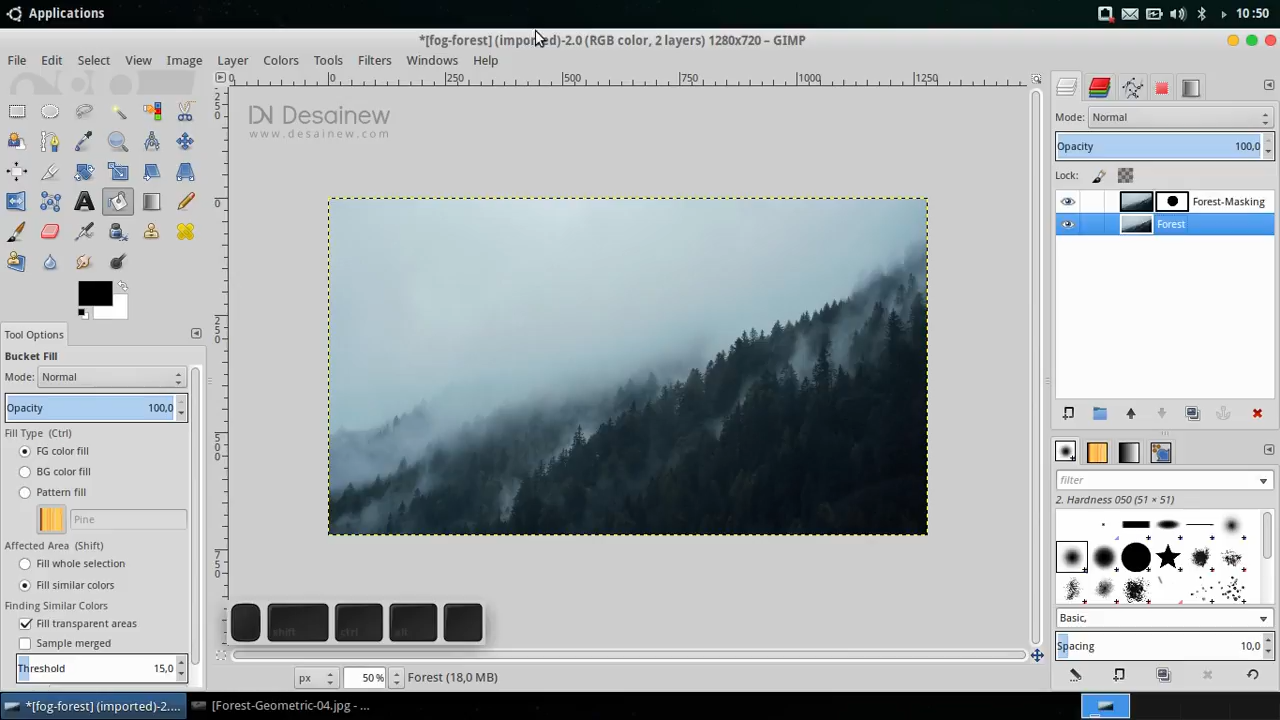 Applications
10:50
*[fog-forest] (imported)-2.0 (RGB color, 2 layers) 1280x720 – GIMP
File Edit Select View Image Layer Colors Tools Filters Windows Help
0 0 250 500 750 1000 1250
Mode: Normal
Opacity 100,0
Lock:
Forest-Masking
Forest
DN Desainew
www.desainew.com
Tool Options
Bucket Fill
Mode: Normal
Opacity 100,0
Fill Type (Ctrl)
FG color fill
BG color fill
Pattern fill
Pine
Affected Area (Shift)
Fill whole selection
Fill similar colors
Finding Similar Colors
Fill transparent areas
Sample merged
Threshold 15,0
filter
2. Hardness 050 (51 × 51)
Basic,
Spacing 10,0
shift ctrl alt
px 50 % Forest (18,0 MB)
*[fog-forest] (imported)-2.... [Forest-Geometric-04.jpg - ...